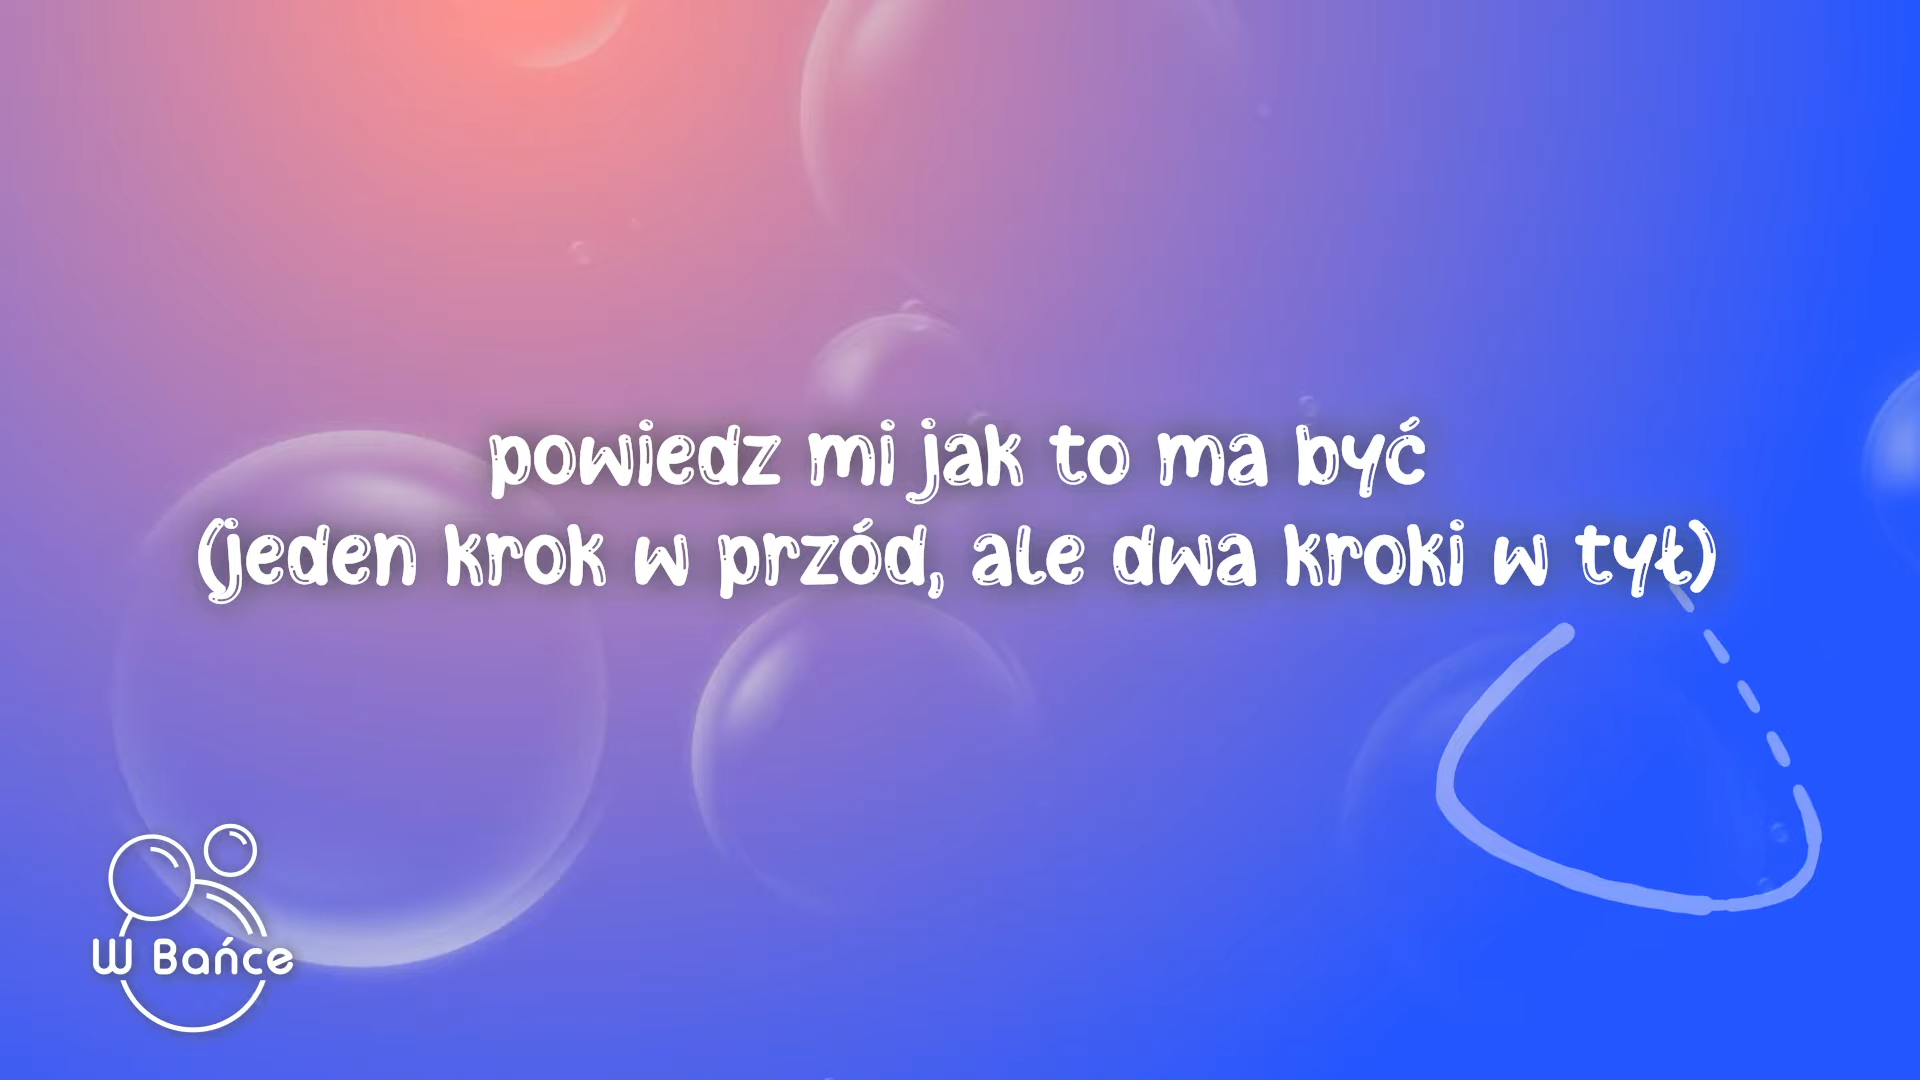 powiedz mi jak to ma być
(jeden krok w przód, ale dwa kroki w tył)
W Bańce